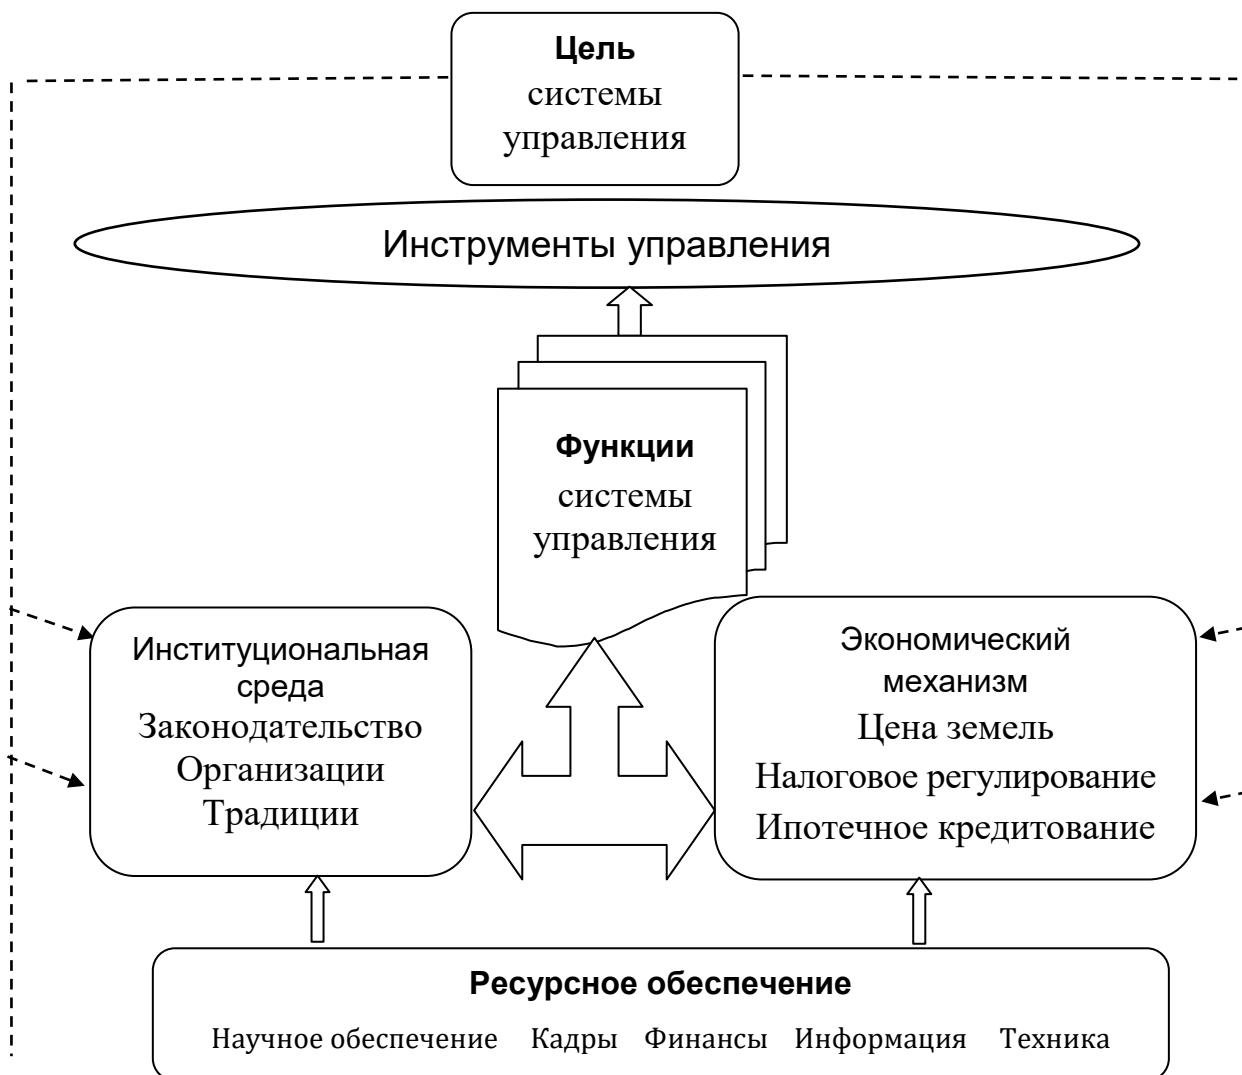 Цель
системы
управления
Инструменты управления
Функции
системы
управления
Институциональная
среда
Законодательство
Организации
Традиции
Экономический
механизм
Цена земель
Налоговое регулирование
Ипотечное кредитование
Ресурсное обеспечение
Научное обеспечение Кадры Финансы Информация Техника